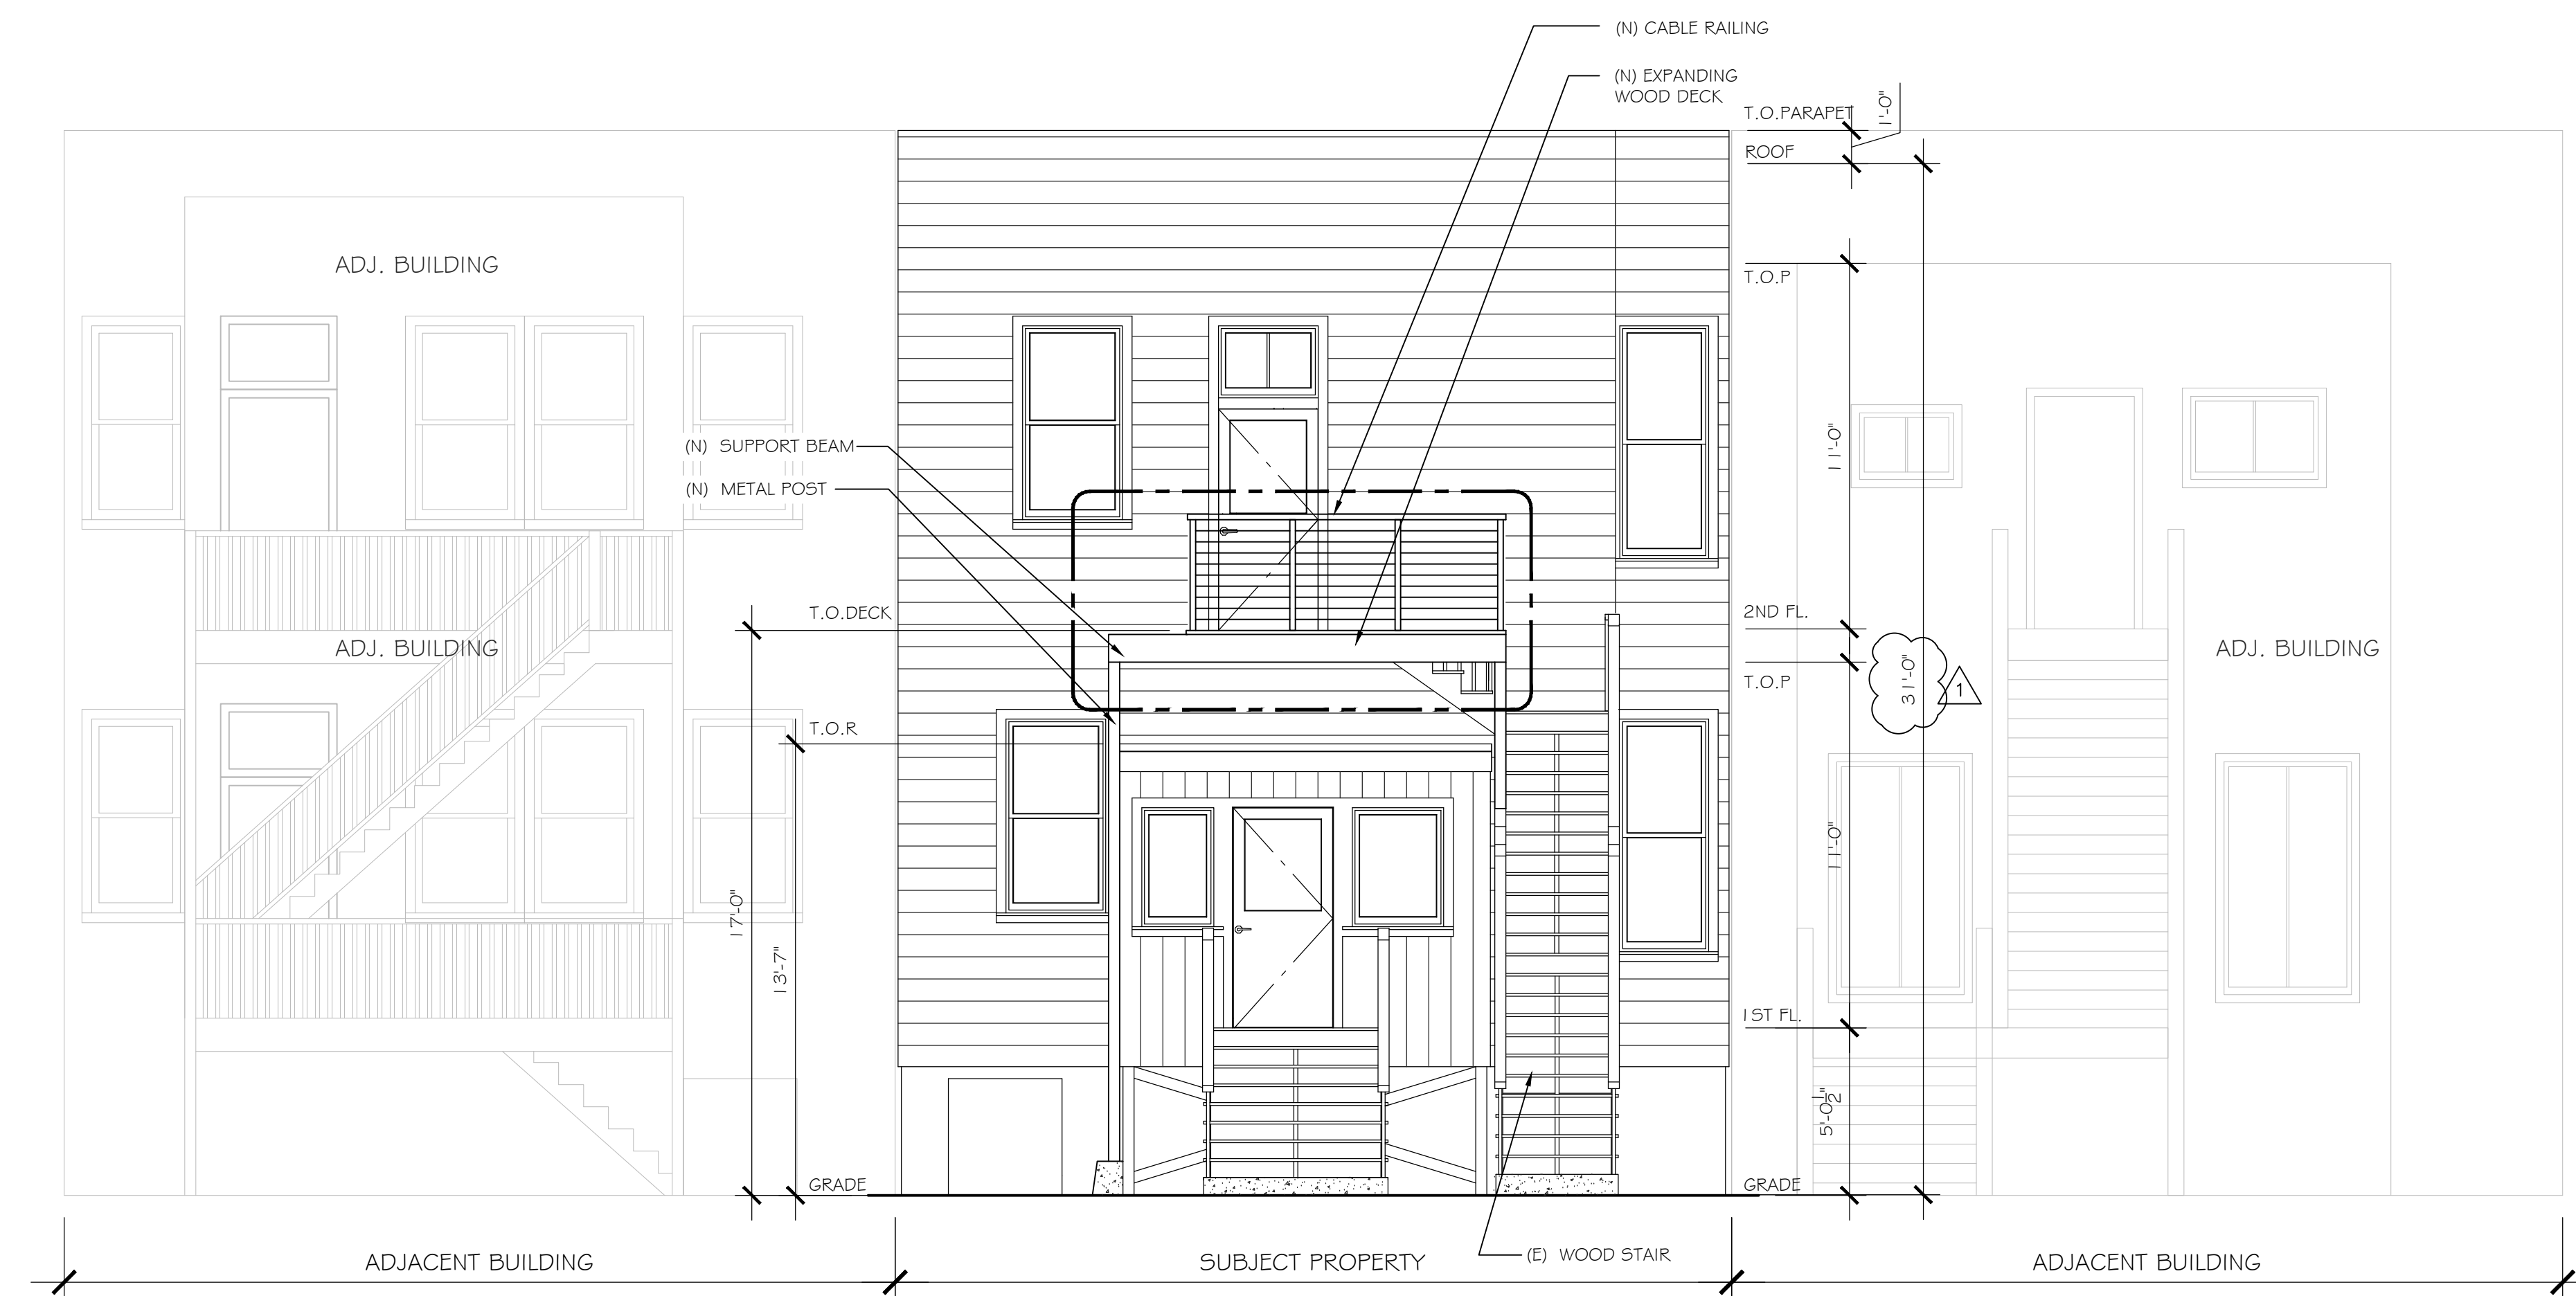 (N) CABLE RAILING
(N) EXPANDING
WOOD DECK
T.O.PARAPET
1'-0"
ROOF
ADJ. BUILDING
T.O.P
11'-0"
(N) SUPPORT BEAM
(N) METAL POST
T.O.DECK
2ND FL.
ADJ. BUILDING
31'-0"
1
ADJ. BUILDING
T.O.P
T.O.R
11'-0"
17'-0"
13'-7"
1ST FL.
5'-0 1/2"
GRADE
GRADE
(E) WOOD STAIR
ADJACENT BUILDING
SUBJECT PROPERTY
ADJACENT BUILDING